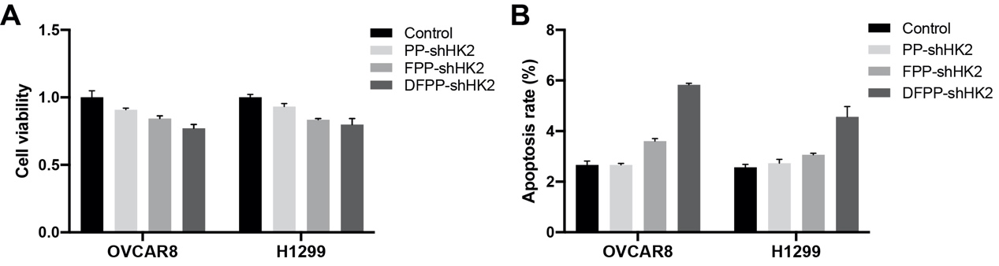 A
Cell viability
1.5
1.0
0.5
0.0
OVCAR8
H1299
Control
PP-shHK2
FPP-shHK2
DFPP-shHK2
B
Apoptosis rate (%)
8
6
4
2
0
OVCAR8
H1299
Control
PP-shHK2
FPP-shHK2
DFPP-shHK2